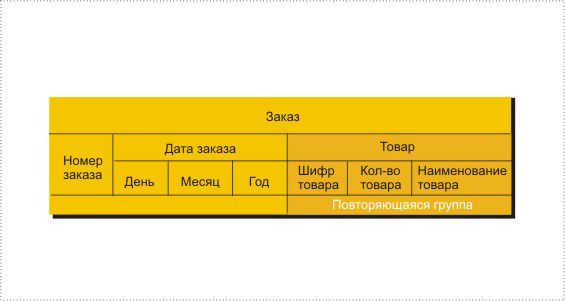 Заказ
Номер
заказа
Дата заказа
День
Месяц
Год
Товар
Шифр
товара
Кол-во
товара
Наименование
товара
Повторяющаяся группа